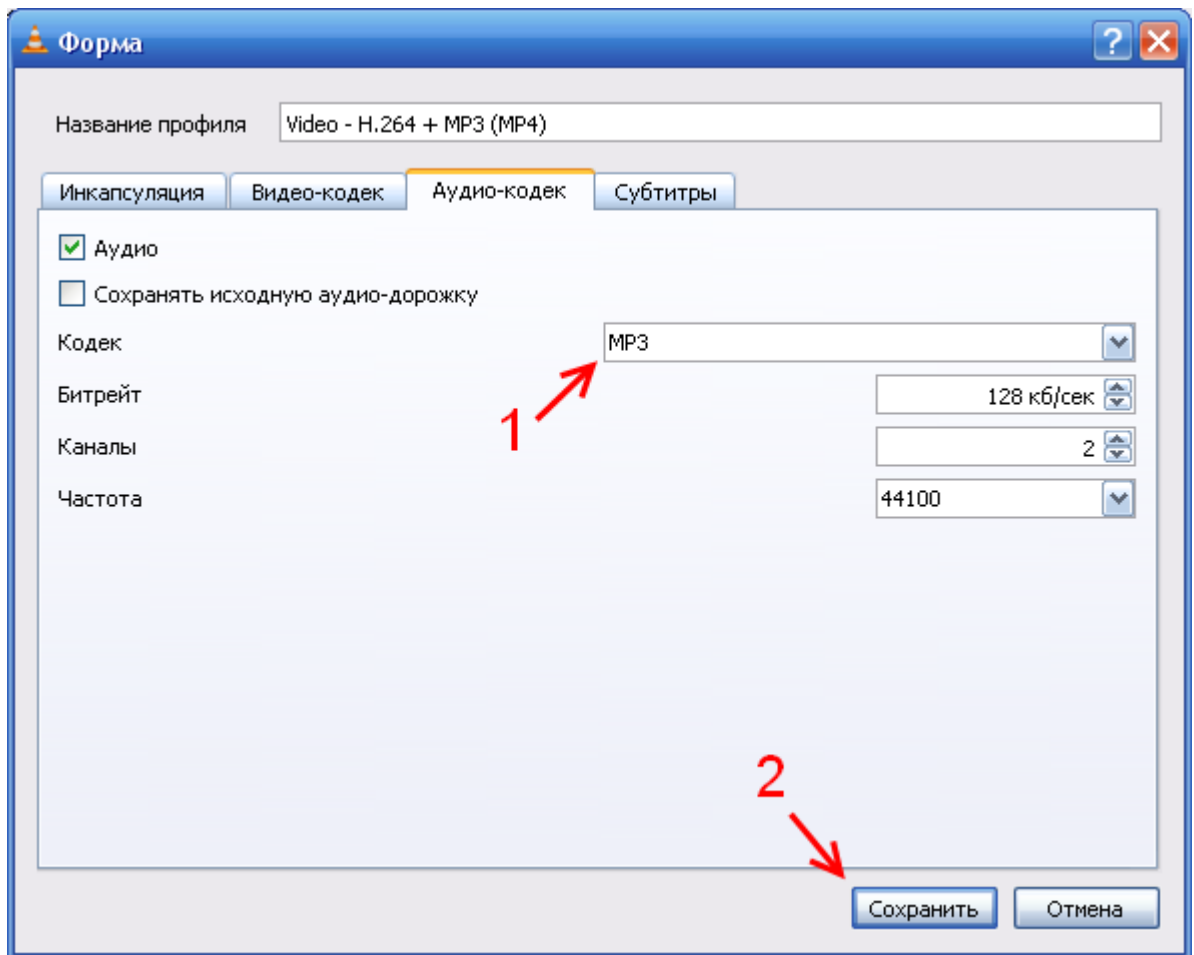 Форма
Название профиля Video - H.264 + MP3 (MP4)
Инкапсуляция Видео-кодек Аудио-кодек Субтитры
Аудио
Сохранять исходную аудио-дорожку
Кодек MP3
Битрейт 128 кб/сек
1
Каналы 2
Частота 44100
2
Сохранить Отмена